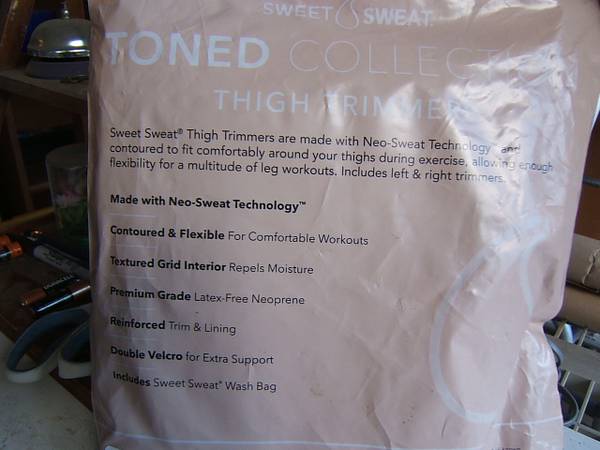 SWEET SWEAT
TONED COLLECT
THIGH TRIMMER
Sweet Sweat® Thigh Trimmers are made with Neo-Sweat Technology™ and
contoured to fit comfortably around your thighs during exercise, allowing enough
flexibility for a multitude of leg workouts. Includes left & right trimmers.
Made with Neo-Sweat Technology™
Contoured & Flexible For Comfortable Workouts
Textured Grid Interior Repels Moisture
Premium Grade Latex-Free Neoprene
Reinforced Trim & Lining
Double Velcro for Extra Support
Includes Sweet Sweat® Wash Bag